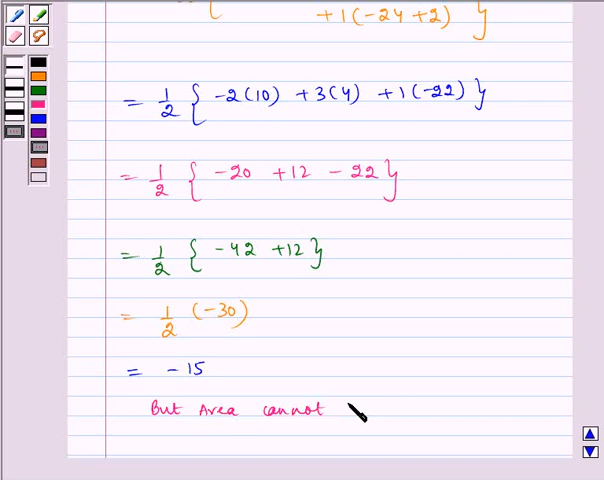 +1(-24+2)}
= 1/2 { -2(10) +3(4) +1(-22) }
= 1/2 { -20 +12 - 22 }
= 1/2 { -42 +12 }
= 1/2 (-30)
= -15
But Area cannot